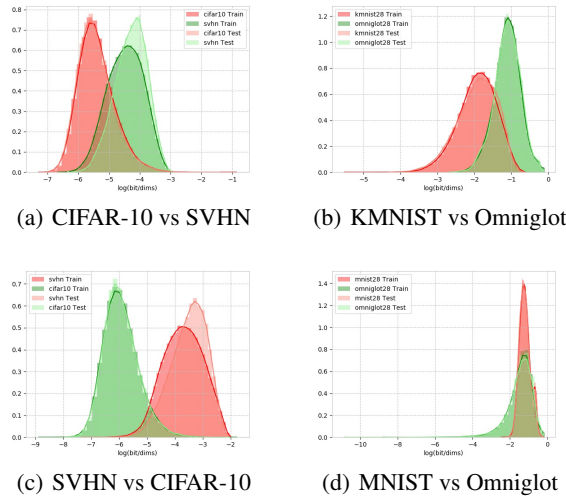 cifar10 Train
svhn Train
cifar10 Test
svhn Test
0.8
0.7
0.6
0.5
0.4
0.3
0.2
0.1
0.0
−7 −6 −5 −4 −3 −2 −1
log(bit/dims)
(a) CIFAR-10 vs SVHN
kmnist28 Train
omniglot28 Train
kmnist28 Test
omniglot28 Test
1.2
1.0
0.8
0.6
0.4
0.2
0.0
−5 −4 −3 −2 −1 0
log(bit/dims)
(b) KMNIST vs Omniglot
svhn Train
cifar10 Train
svhn Test
cifar10 Test
0.7
0.6
0.5
0.4
0.3
0.2
0.1
0.0
−9 −8 −7 −6 −5 −4 −3 −2
log(bit/dims)
(c) SVHN vs CIFAR-10
mnist28 Train
omniglot28 Train
mnist28 Test
omniglot28 Test
1.4
1.2
1.0
0.8
0.6
0.4
0.2
0.0
−10 −8 −6 −4 −2 0
log(bit/dims)
(d) MNIST vs Omniglot